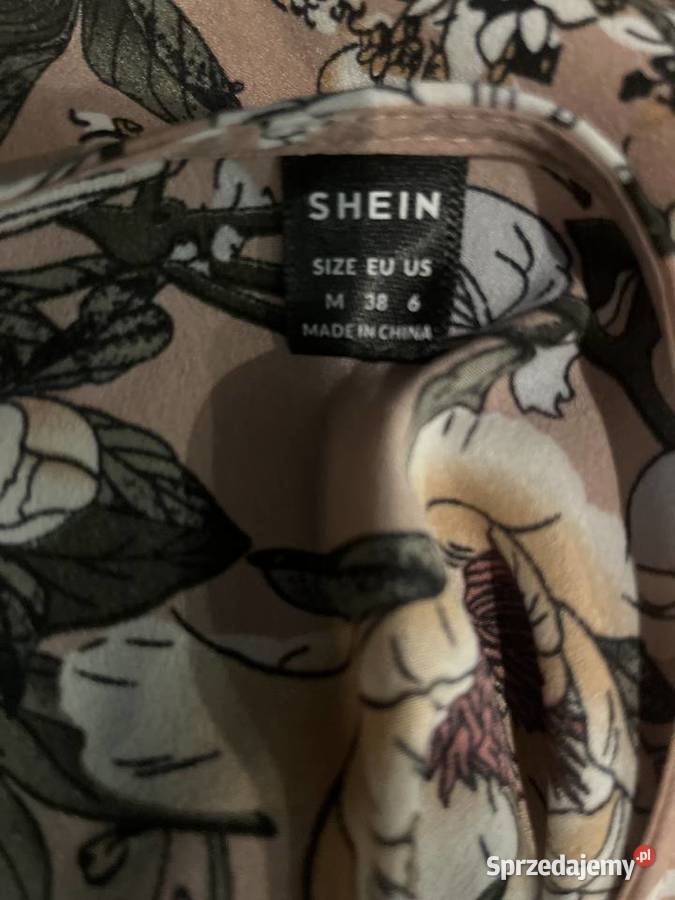 SHEIN
SIZE EU US
M 38 6
MADE IN CHINA
Sprzedajemy.pl